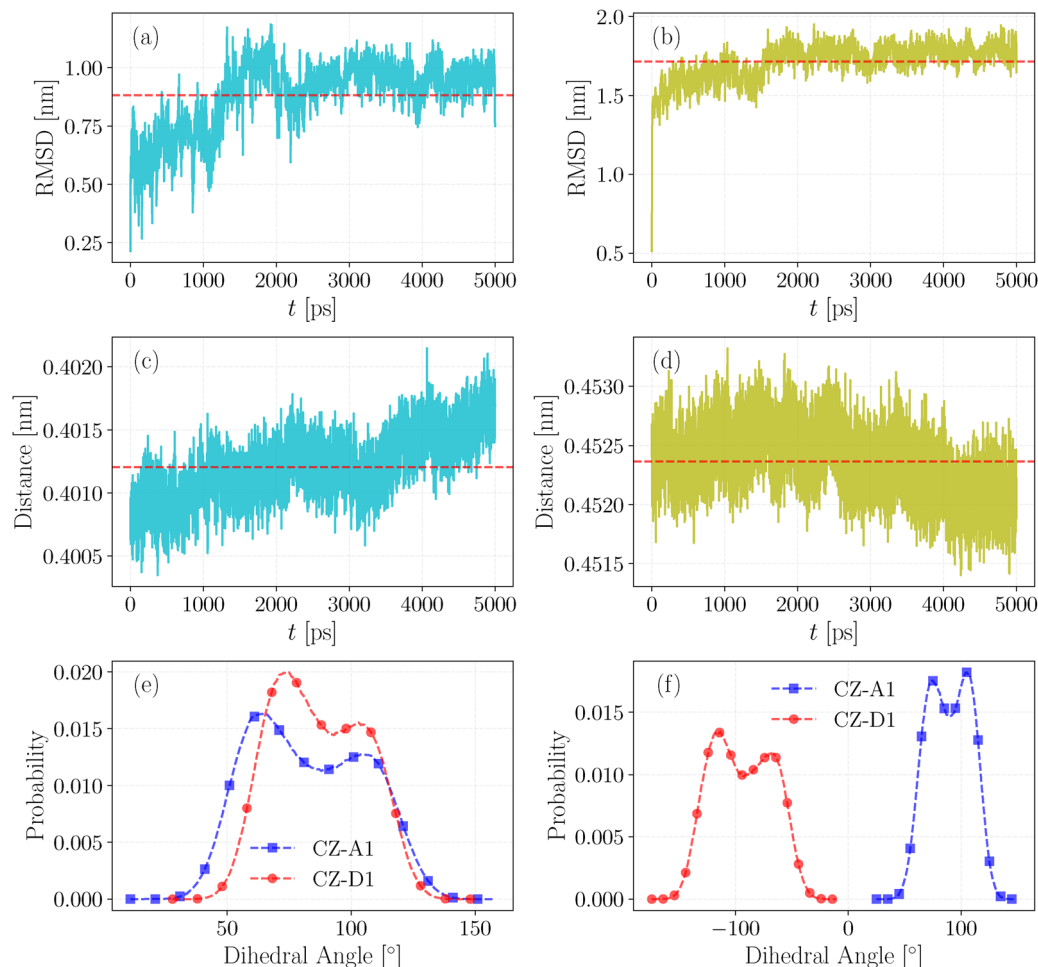 (a)
RMSD [nm]
1.00
0.75
0.50
0.25
0 1000 2000 3000 4000 5000
t [ps]
(b)
RMSD [nm]
2.0
1.5
1.0
0.5
0 1000 2000 3000 4000 5000
t [ps]
(c)
Distance [nm]
0.4020
0.4015
0.4010
0.4005
0 1000 2000 3000 4000 5000
t [ps]
(d)
Distance [nm]
0.4530
0.4525
0.4520
0.4515
0 1000 2000 3000 4000 5000
t [ps]
(e)
Probability
0.020
0.015
0.010
0.005
0.000
CZ-A1
CZ-D1
50 100 150
Dihedral Angle [°]
(f)
Probability
0.015
0.010
0.005
0.000
CZ-A1
CZ-D1
−100 0 100
Dihedral Angle [°]